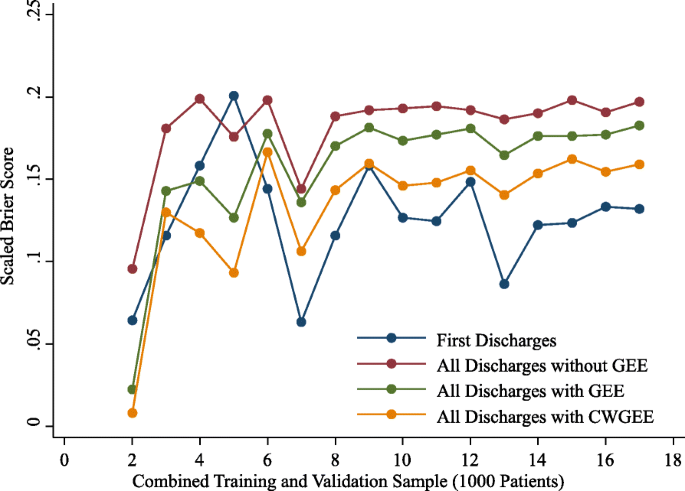 .25
.2
.15
.1
.05
0
Scaled Brier Score
First Discharges
All Discharges without GEE
All Discharges with GEE
All Discharges with CWGEE
0 2 4 6 8 10 12 14 16 18
Combined Training and Validation Sample (1000 Patients)